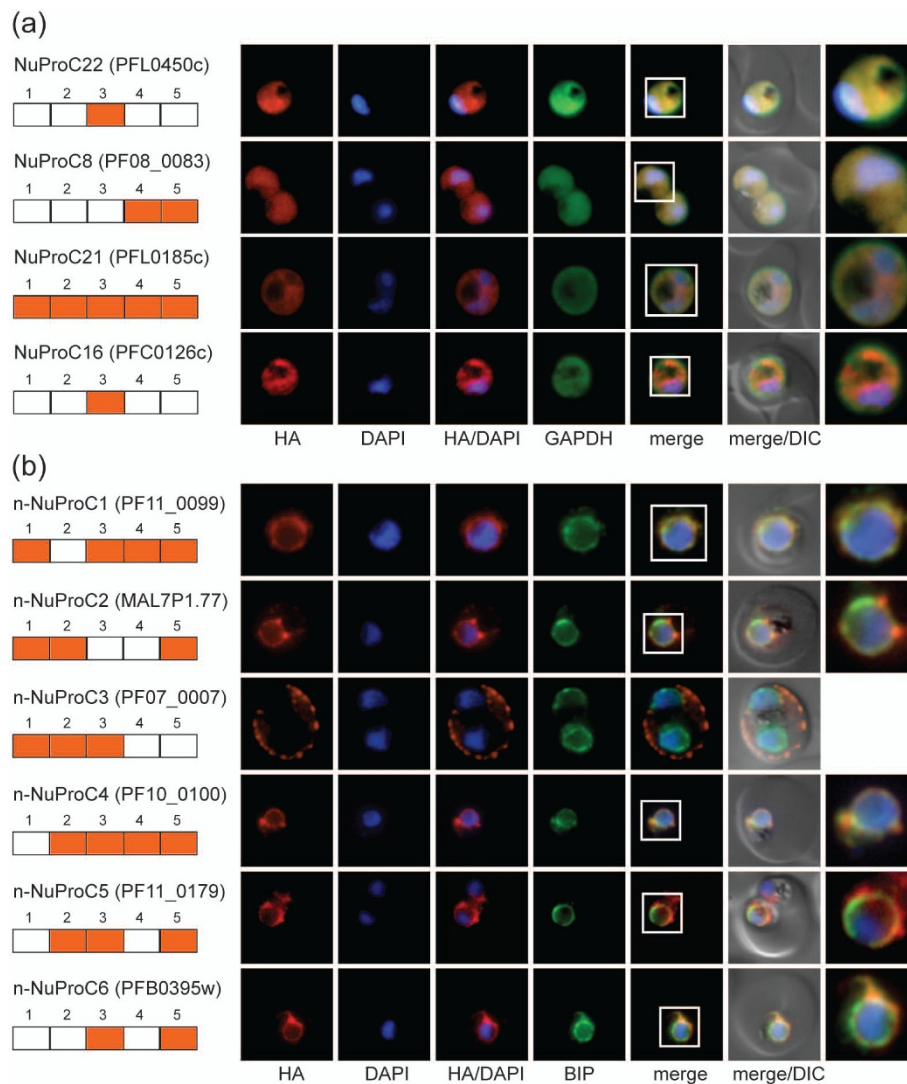 (a)
NuProC22 (PFL0450c)
1 2 3 4 5
NuProC8 (PF08_0083)
1 2 3 4 5
NuProC21 (PFL0185c)
1 2 3 4 5
NuProC16 (PFC0126c)
1 2 3 4 5
HA DAPI HA/DAPI GAPDH merge merge/DIC
(b)
n-NuProC1 (PF11_0099)
1 2 3 4 5
n-NuProC2 (MAL7P1.77)
1 2 3 4 5
n-NuProC3 (PF07_0007)
1 2 3 4 5
n-NuProC4 (PF10_0100)
1 2 3 4 5
n-NuProC5 (PF11_0179)
1 2 3 4 5
n-NuProC6 (PFB0395w)
1 2 3 4 5
HA DAPI HA/DAPI BIP merge merge/DIC